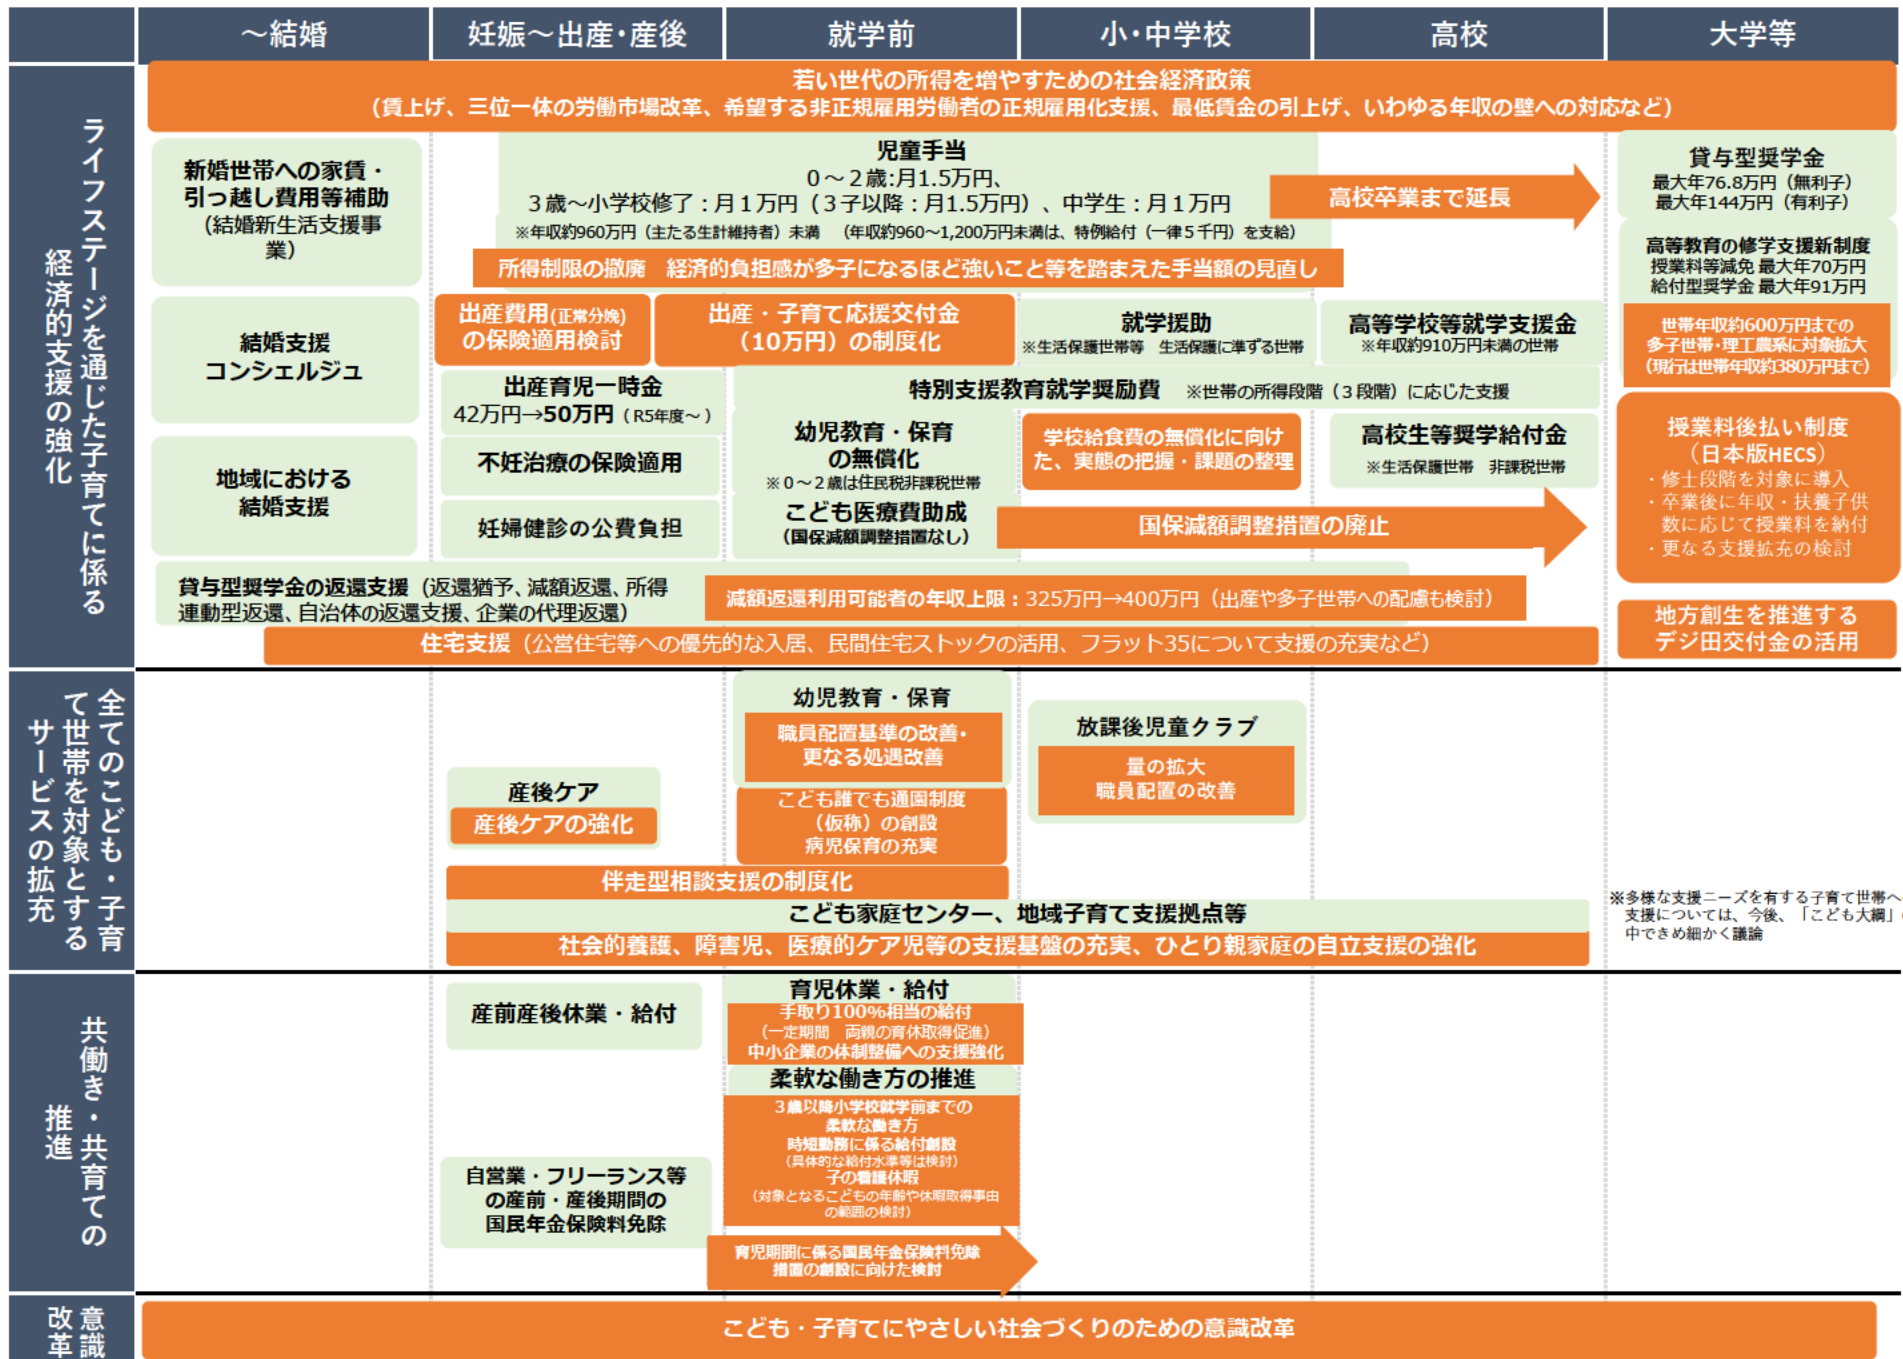 ～結婚
妊娠～出産・産後
就学前
小・中学校
高校
大学等
ライフステージを通じた子育てに係る
経済的支援の強化
若い世代の所得を増やすための社会経済政策
（賃上げ、三位一体の労働市場改革、希望する非正規雇用労働者の正規雇用化支援、最低賃金の引上げ、いわゆる年収の壁への対応など）
新婚世帯への家賃・
引っ越し費用等補助
(結婚新生活支援事
業）
児童手当
0～2歳:月1.5万円、
３歳～小学校修了：月１万円（３子以降：月1.5万円）、中学生：月１万円
※年収約960万円（主たる生計維持者）未満　（年収約960～1,200万円未満は、特例給付（一律５千円）を支給）
高校卒業まで延長
所得制限の撤廃　経済的負担感が多子になるほど強いこと等を踏まえた手当額の見直し
貸与型奨学金
最大年76.8万円（無利子）
最大年144万円（有利子）
高等教育の修学支援新制度
授業料等減免 最大年70万円
給付型奨学金 最大年91万円
世帯年収約600万円までの
多子世帯・理工農系に対象拡大
（現行は世帯年収約380万円まで）
結婚支援
コンシェルジュ
出産費用(正常分娩)
の保険適用検討
出産・子育て応援交付金
（10万円）の制度化
就学援助
※生活保護世帯等　生活保護に準ずる世帯
高等学校等就学支援金
※年収約910万円未満の世帯
出産育児一時金
42万円→50万円（R5年度～）
特別支援教育就学奨励費　※世帯の所得段階（３段階）に応じた支援
地域における
結婚支援
不妊治療の保険適用
幼児教育・保育
の無償化
※０～２歳は住民税非課税世帯
学校給食費の無償化に向け
た、実態の把握・課題の整理
高校生等奨学給付金
※生活保護世帯　非課税世帯
授業料後払い制度
（日本版HECS）
・修士段階を対象に導入
・卒業後に年収・扶養子供
数に応じて授業料を納付
・更なる支援拡充の検討
妊婦健診の公費負担
こども医療費助成
（国保減額調整措置なし）
国保減額調整措置の廃止
貸与型奨学金の返還支援（返還猶予、減額返還、所得
連動型返還、自治体の返還支援、企業の代理返還）
減額返還利用可能者の年収上限：325万円→400万円（出産や多子世帯への配慮も検討）
住宅支援（公営住宅等への優先的な入居、民間住宅ストックの活用、フラット35について支援の充実など）
地方創生を推進する
デジ田交付金の活用
全てのこども・子育
て世帯を対象とする
サービスの拡充
幼児教育・保育
職員配置基準の改善・
更なる処遇改善
放課後児童クラブ
量の拡大
職員配置の改善
産後ケア
産後ケアの強化
こども誰でも通園制度
（仮称）の創設
病児保育の充実
伴走型相談支援の制度化
こども家庭センター、地域子育て支援拠点等
社会的養護、障害児、医療的ケア児等の支援基盤の充実、ひとり親家庭の自立支援の強化
※多様な支援ニーズを有する子育て世帯へ
支援については、今後、「こども大綱」
中できめ細かく議論
共働き・共育ての
推進
産前産後休業・給付
育児休業・給付
手取り100%相当の給付
（一定期間　両親の育休取得促進）
中小企業の体制整備への支援強化
柔軟な働き方の推進
３歳以降小学校就学前までの
柔軟な働き方
時短勤務に係る給付創設
（具体的な給付水準等は検討）
子の看護休暇
（対象となるこどもの年齢や休暇取得事由
の範囲の検討）
自営業・フリーランス等
の産前・産後期間の
国民年金保険料免除
育児期間に係る国民年金保険料免除
措置の創設に向けた検討
意識
改革
こども・子育てにやさしい社会づくりのための意識改革